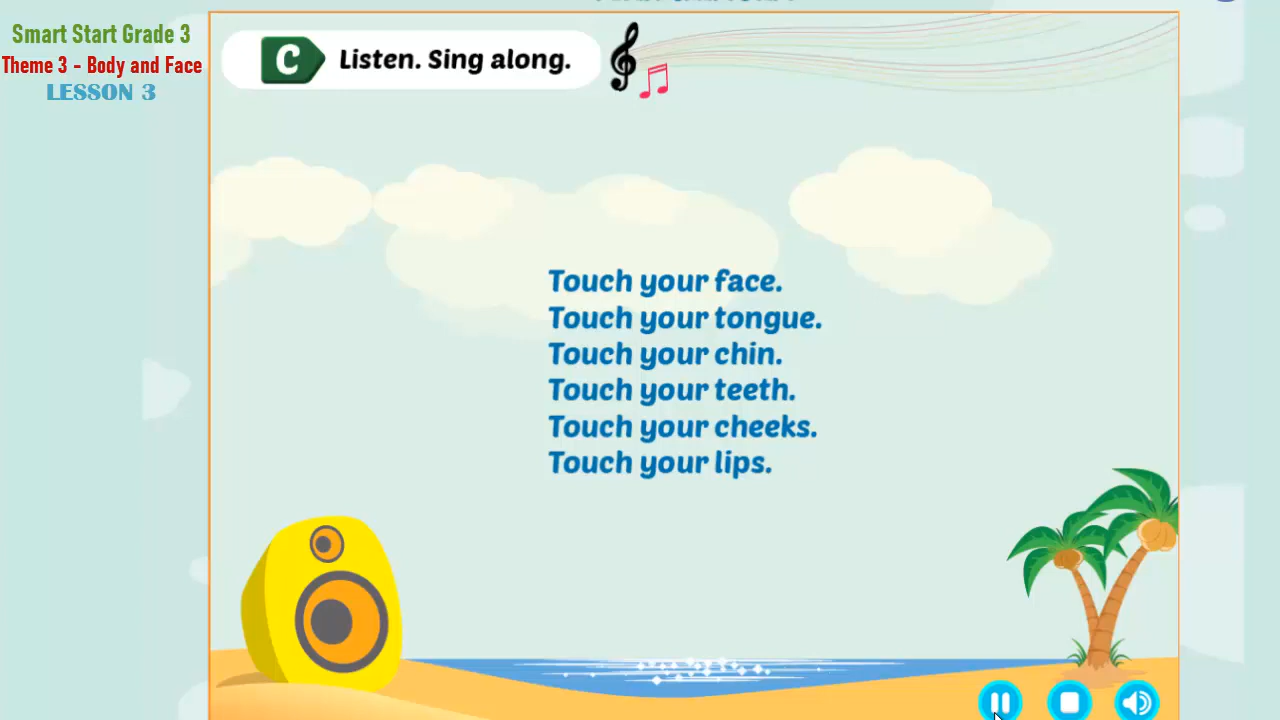 Smart Start Grade 3
Theme 3 - Body and Face
LESSON 3
C Listen. Sing along.
Touch your face.
Touch your tongue.
Touch your chin.
Touch your teeth.
Touch your cheeks.
Touch your lips.